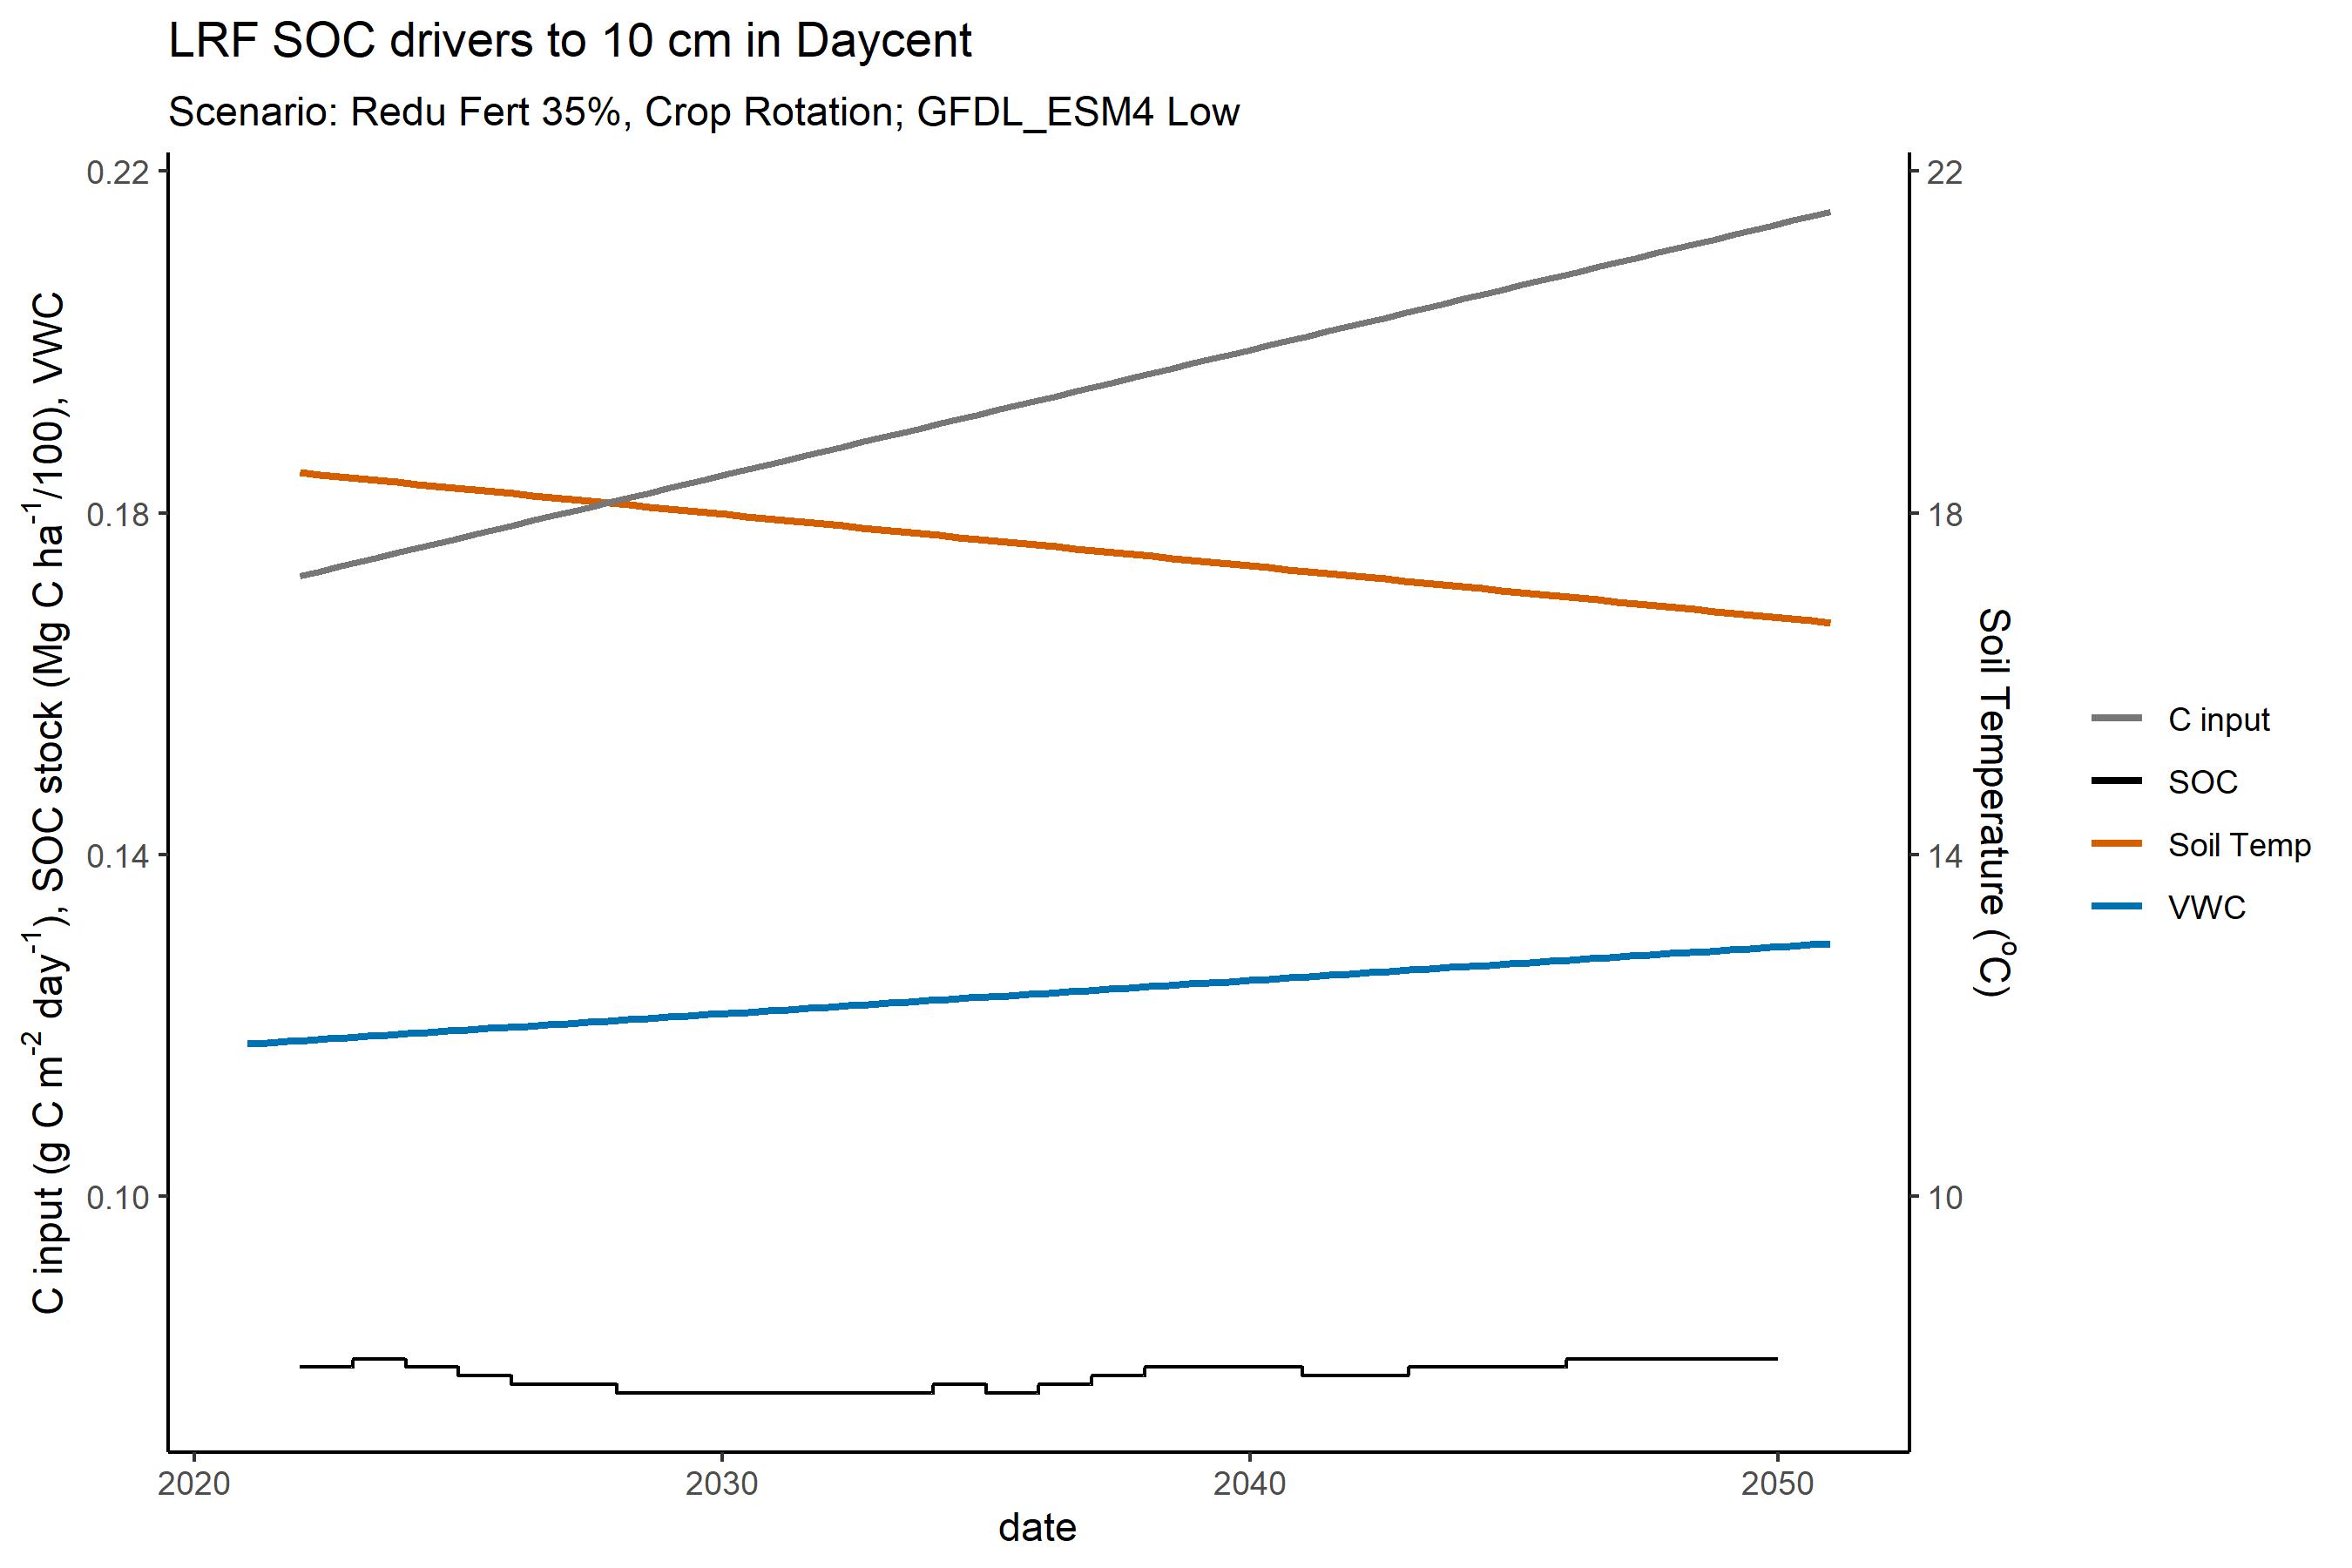 LRF SOC drivers to 10 cm in Daycent
Scenario: Redu Fert 35%, Crop Rotation; GFDL_ESM4 Low
C input (g C m⁻² day⁻¹), SOC stock (Mg C ha⁻¹/100), VWC
0.22
0.18
0.14
0.10
22
18
14
10
Soil Temperature (ᵒC)
C input
SOC
Soil Temp
VWC
2020
2030
2040
2050
date